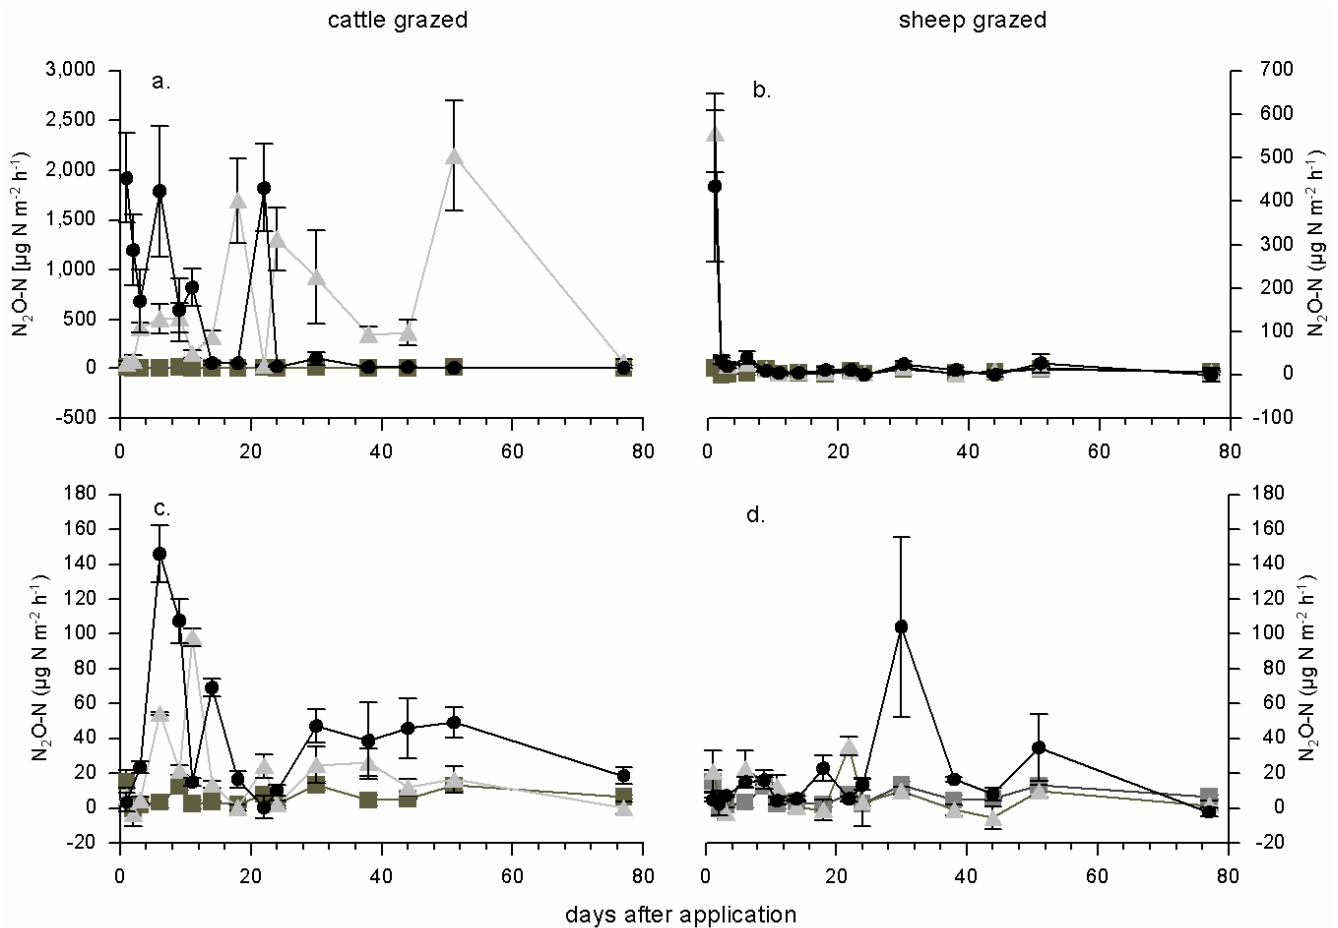 cattle grazed
sheep grazed
a.
N₂O-N [µg N m⁻² h⁻¹)
3,000
2,500
2,000
1,500
1,000
500
0
-500
0 20 40 60 80
b.
N₂O-N (µg N m⁻² h⁻¹)
700
600
500
400
300
200
100
0
-100
0 20 40 60 80
c.
N₂O-N (µg N m⁻² h⁻¹)
180
160
140
120
100
80
60
40
20
0
-20
0 20 40 60 80
d.
N₂O-N (µg N m⁻² h⁻¹)
180
160
140
120
100
80
60
40
20
0
-20
0 20 40 60 80
days after application